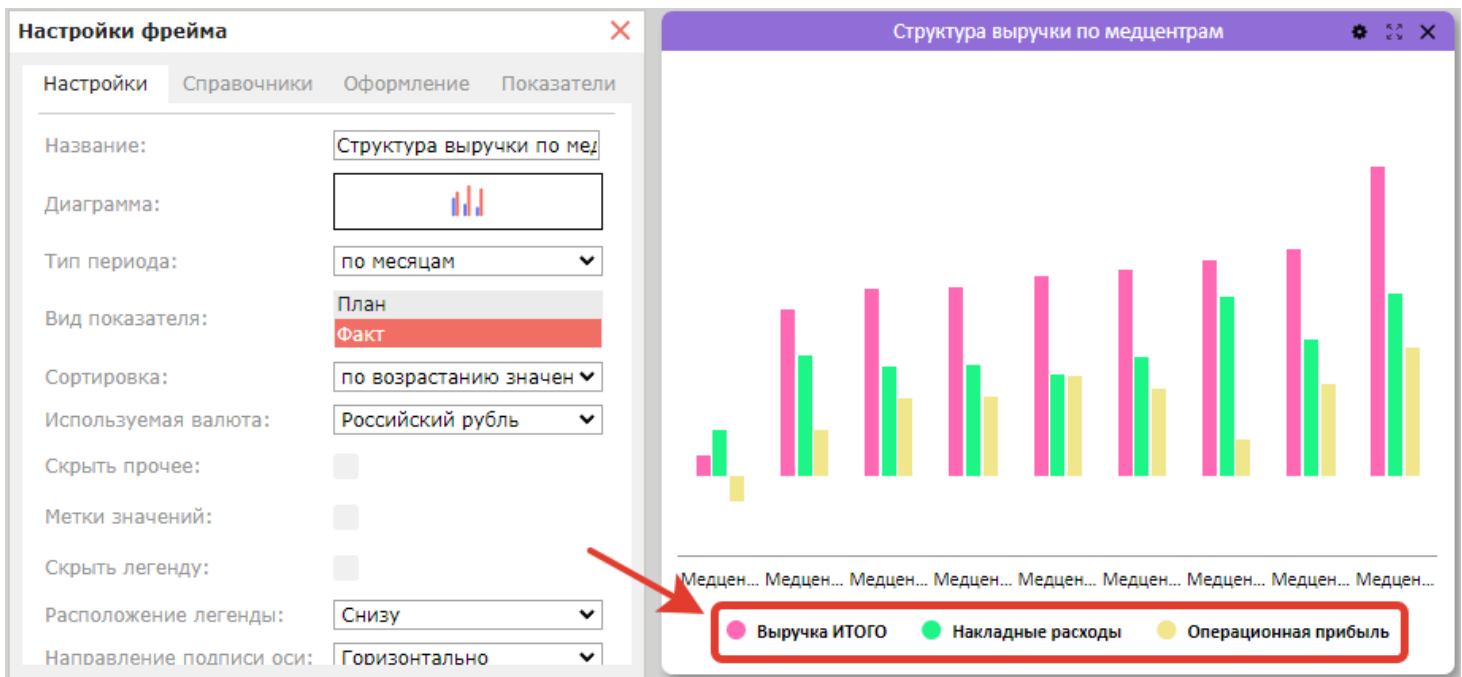 Настройки фрейма
Настройки Справочники Оформление Показатели
Название: Структура выручки по мед
Диаграмма:
Тип периода: по месяцам
Вид показателя: План
Факт
Сортировка: по возрастанию значен
Используемая валюта: Российский рубль
Скрыть прочее:
Метки значений:
Скрыть легенду:
Расположение легенды: Снизу
Направление подписи оси: Горизонтально
Структура выручки по медцентрам
Медцен... Медцен... Медцен... Медцен... Медцен... Медцен... Медцен... Медцен... Медцен...
Выручка ИТОГО Накладные расходы Операционная прибыль